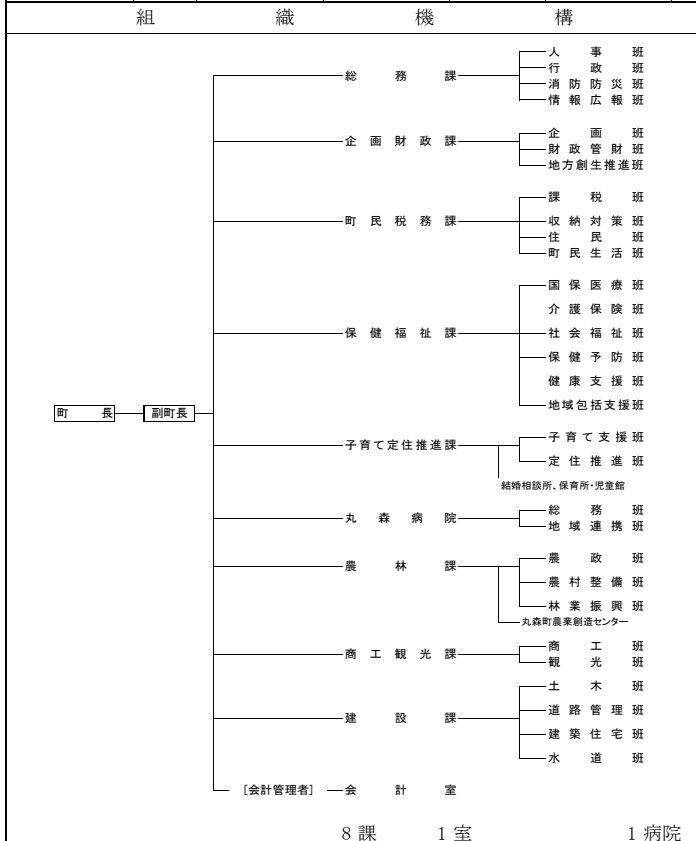 組織機構
総務課
人事班
行政班
消防防災班
情報広報班
企画財政課
企画班
財政管財班
地方創生推進班
町民税務課
課税班
収納対策班
住民班
町民生活班
保健福祉課
国保医療班
介護保険班
社会福祉班
保健予防班
健康支援班
地域包括支援班
町長
副町長
子育て定住推進課
子育て支援班
定住推進班
結婚相談所、保育所・児童館
丸森病院
総務班
地域連携班
農林課
農政班
農村整備班
林業振興班
丸森町農業創造センター
商工観光課
商工班
観光班
建設課
土木班
道路管理班
建築住宅班
水道班
[会計管理者]
会計室
8課 1室 1病院